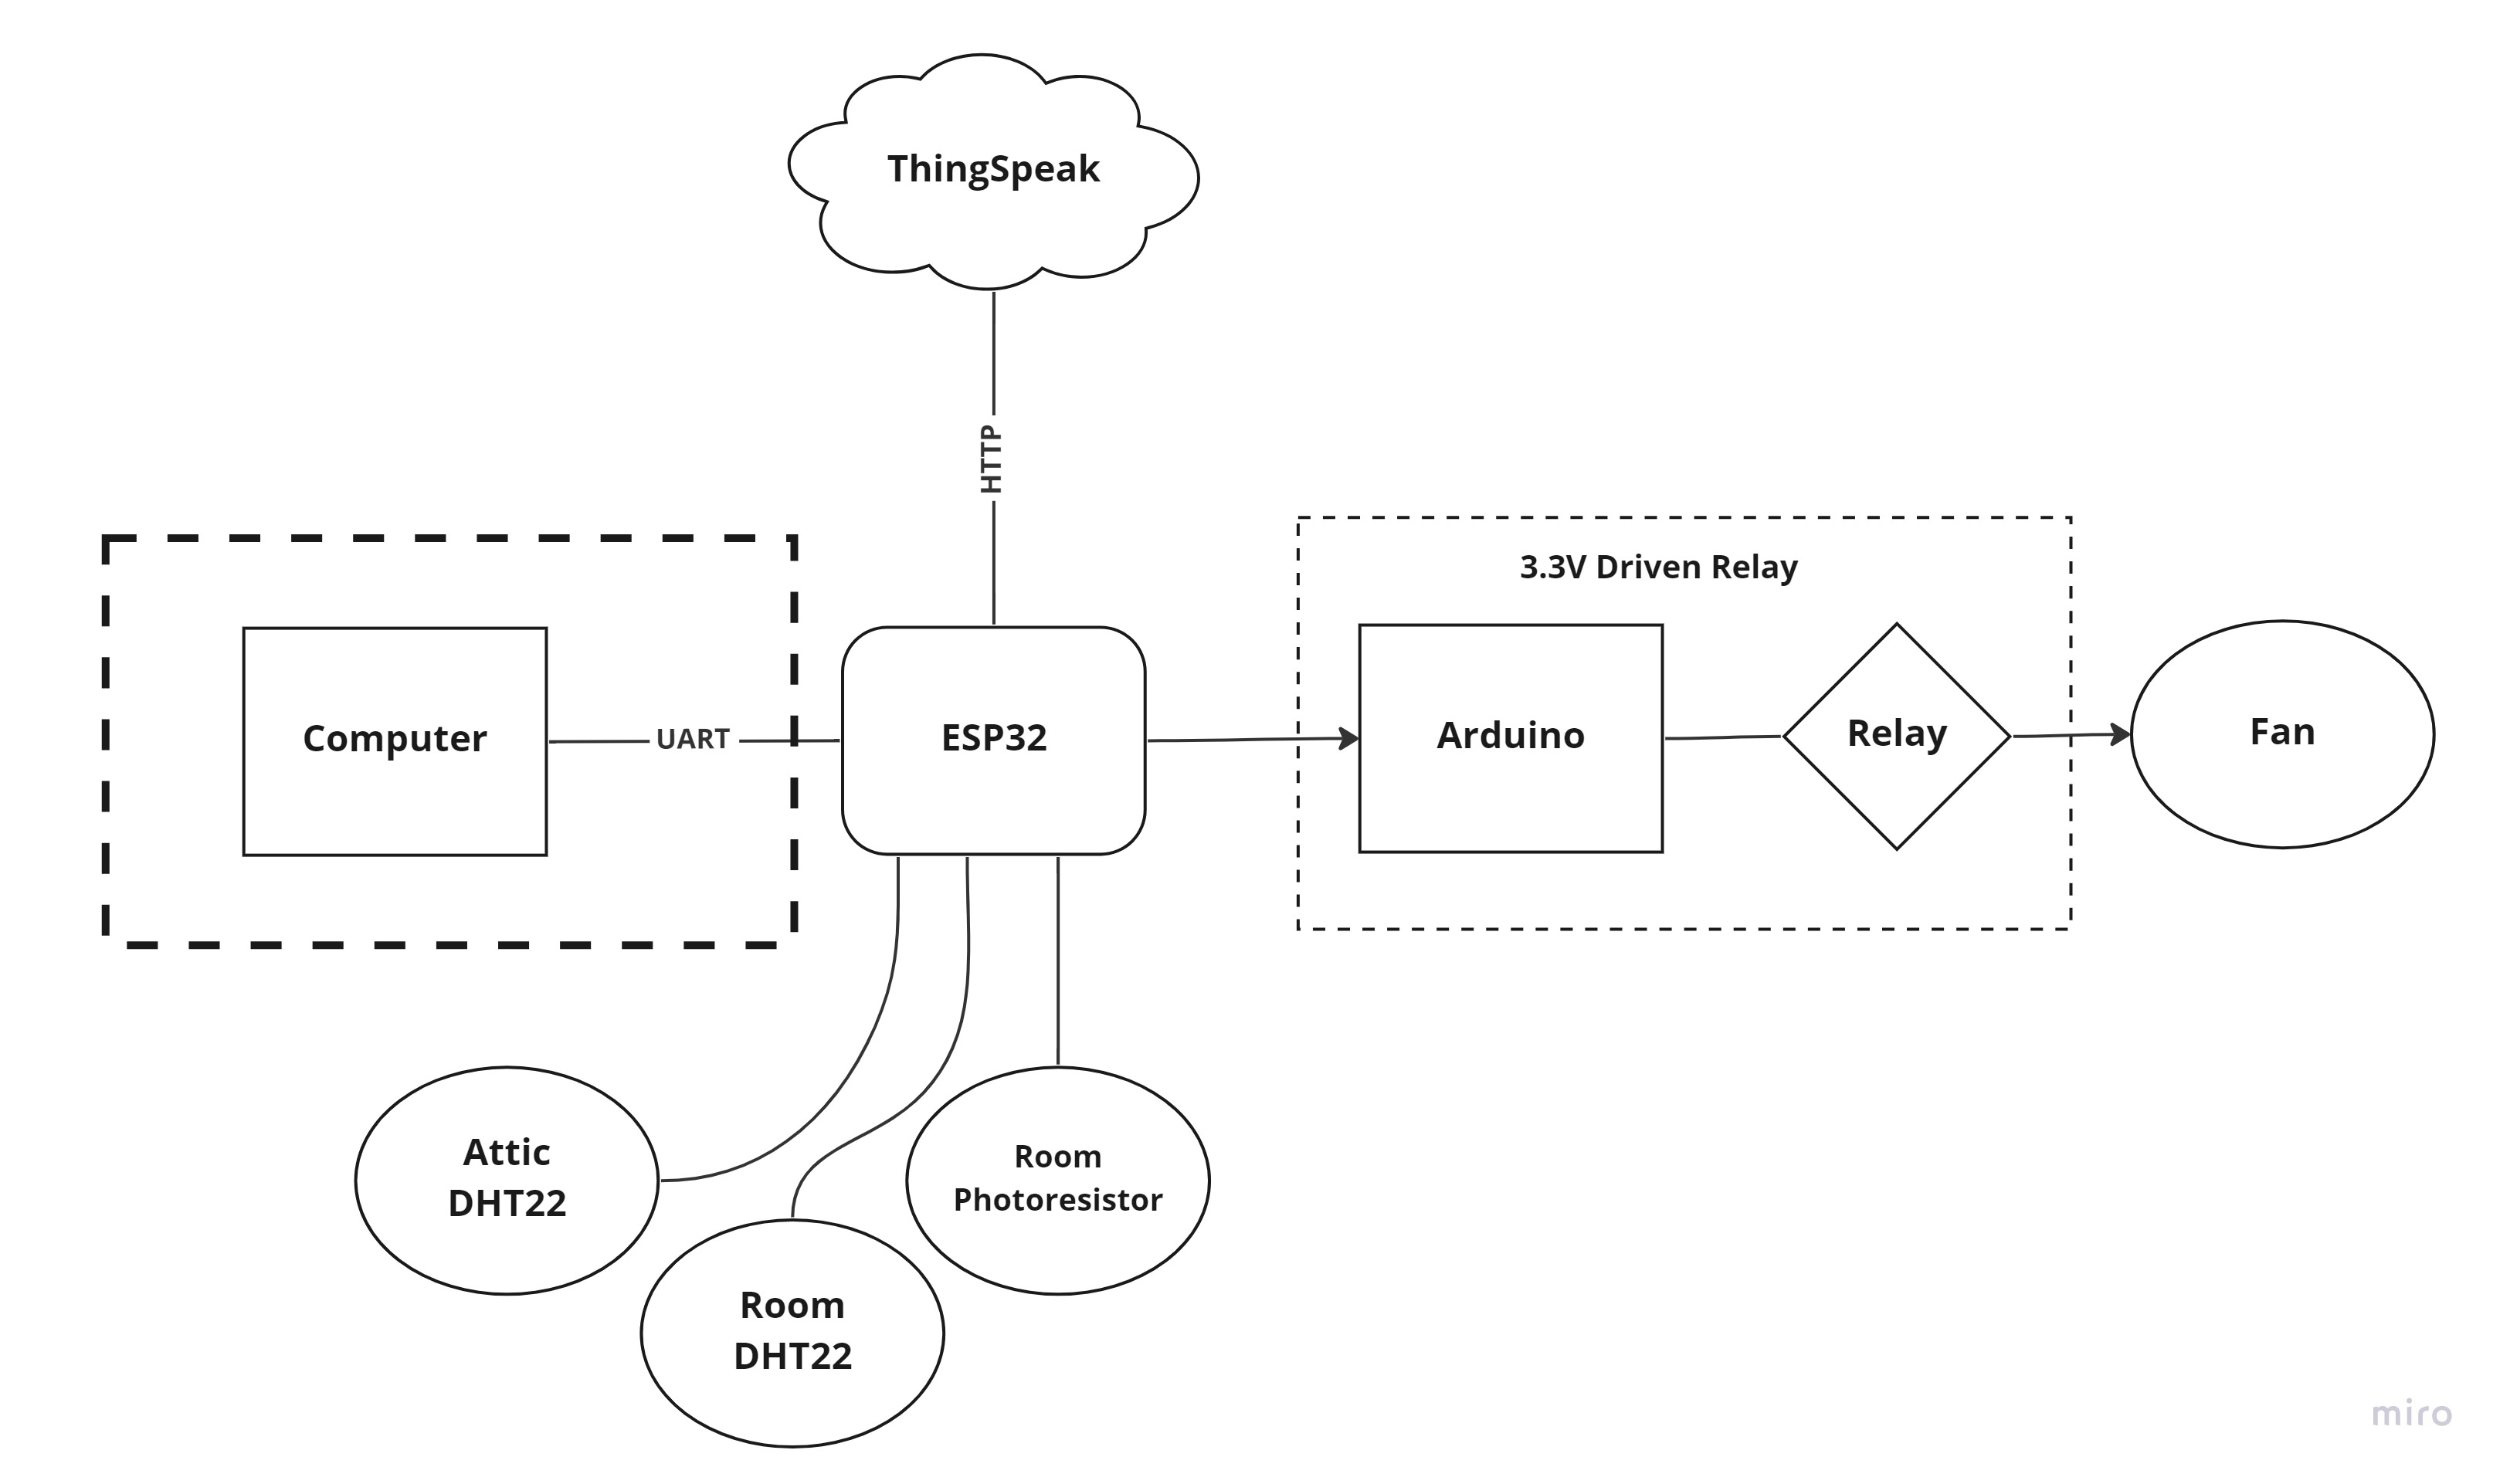 ThingSpeak
HTTP
3.3V Driven Relay
Computer
UART
ESP32
Arduino
Relay
Fan
Attic
DHT22
Room
Photoresistor
Room
DHT22
miro